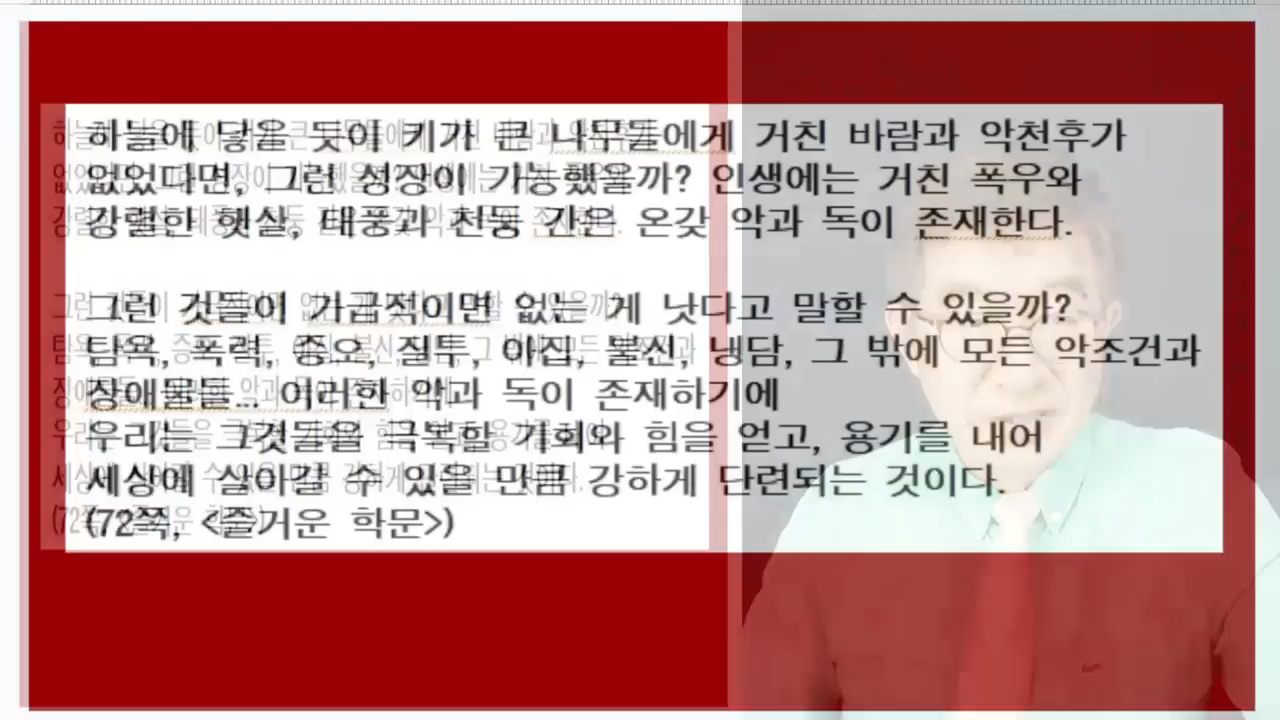 하늘에 닿을 듯이 키가 큰 나무들에게 거친 바람과 악천후가
없었다면, 그런 성장이 가능했을까? 인생에는 거친 폭우와
강렬한 햇살, 태풍과 천둥 같은 온갖 악과 독이 존재한다.
그런 것들이 가급적이면 없는 게 낫다고 말할 수 있을까?
탐욕, 폭력, 증오, 질투, 아집, 불신, 냉담, 그 밖에 모든 악조건과
장애물들... 이러한 악과 독이 존재하기에
우리는 그것들을 극복할 기회와 힘을 얻고, 용기를 내어
세상에 살아갈 수 있을 만큼 강하게 단련되는 것이다.
(72쪽, <즐거운 학문>)